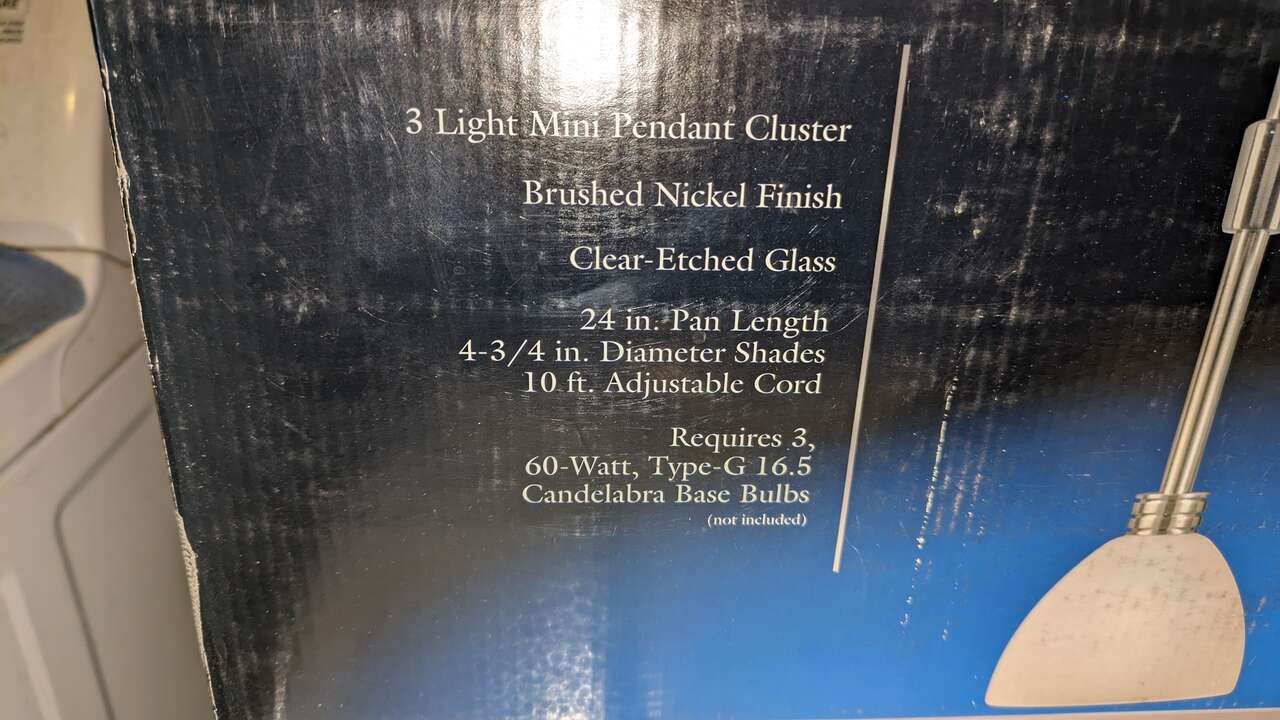 3 Light Mini Pendant Cluster
Brushed Nickel Finish
Clear-Etched Glass
24 in. Pan Length
4-3/4 in. Diameter Shades
10 ft. Adjustable Cord
Requires 3,
60-Watt, Type-G 16.5
Candelabra Base Bulbs
(not included)